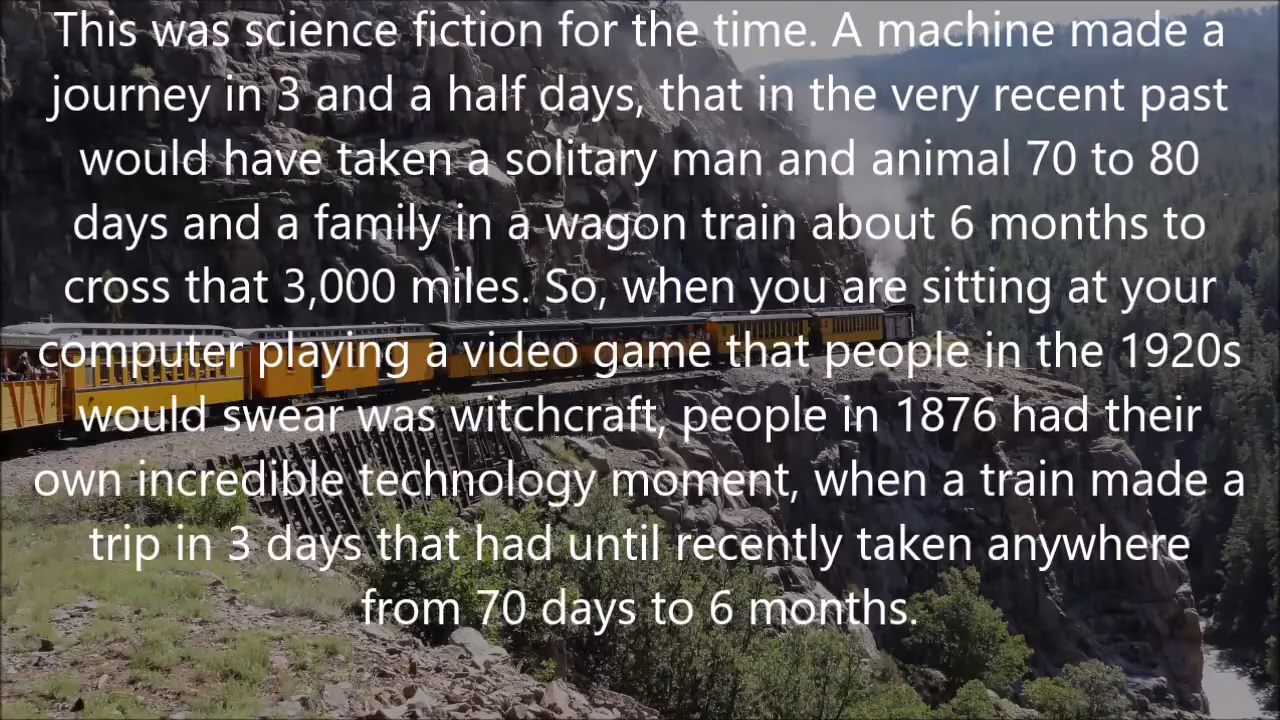 This was science fiction for the time. A machine made a
journey in 3 and a half days, that in the very recent past
would have taken a solitary man and animal 70 to 80
days and a family in a wagon train about 6 months to
cross that 3,000 miles. So, when you are sitting at your
computer playing a video game that people in the 1920s
would swear was witchcraft, people in 1876 had their
own incredible technology moment, when a train made a
trip in 3 days that had until recently taken anywhere
from 70 days to 6 months.